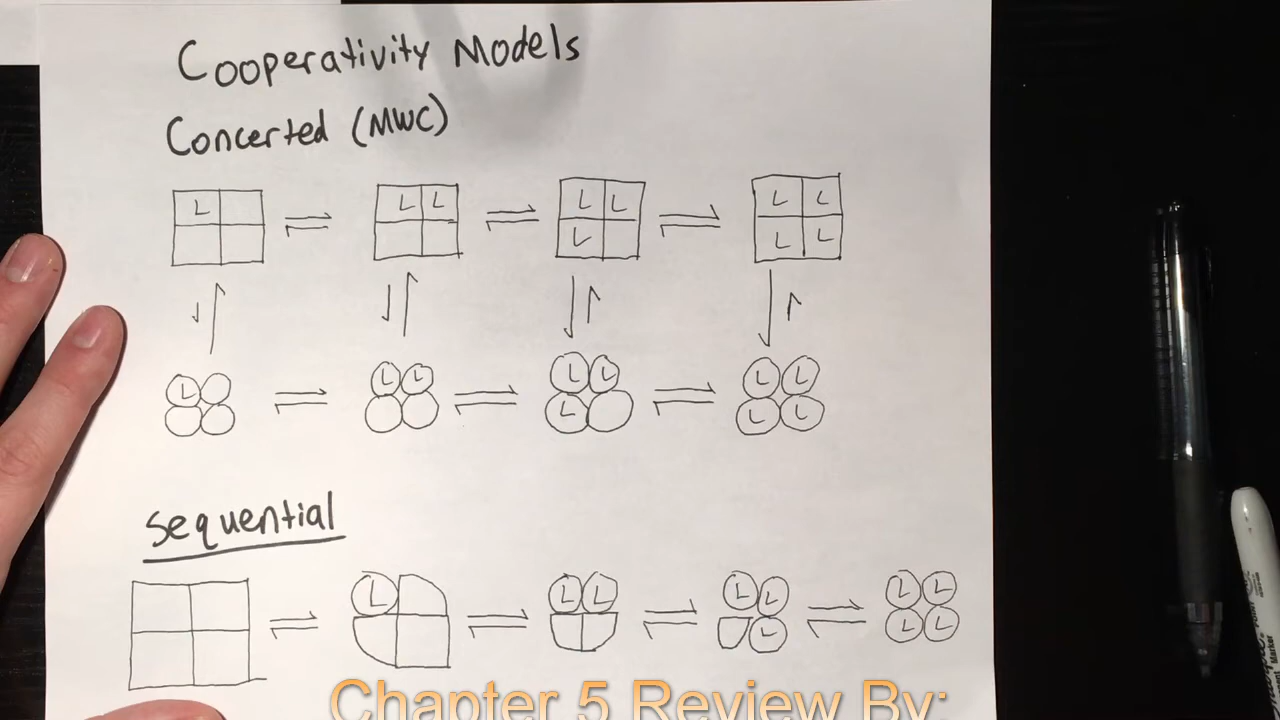 Cooperativity Models
Concerted (MWC)
L L L L L L L L L L
L L L L L L L L L L
sequential
L L L L L L L L L L
Chapter 5 Review By: